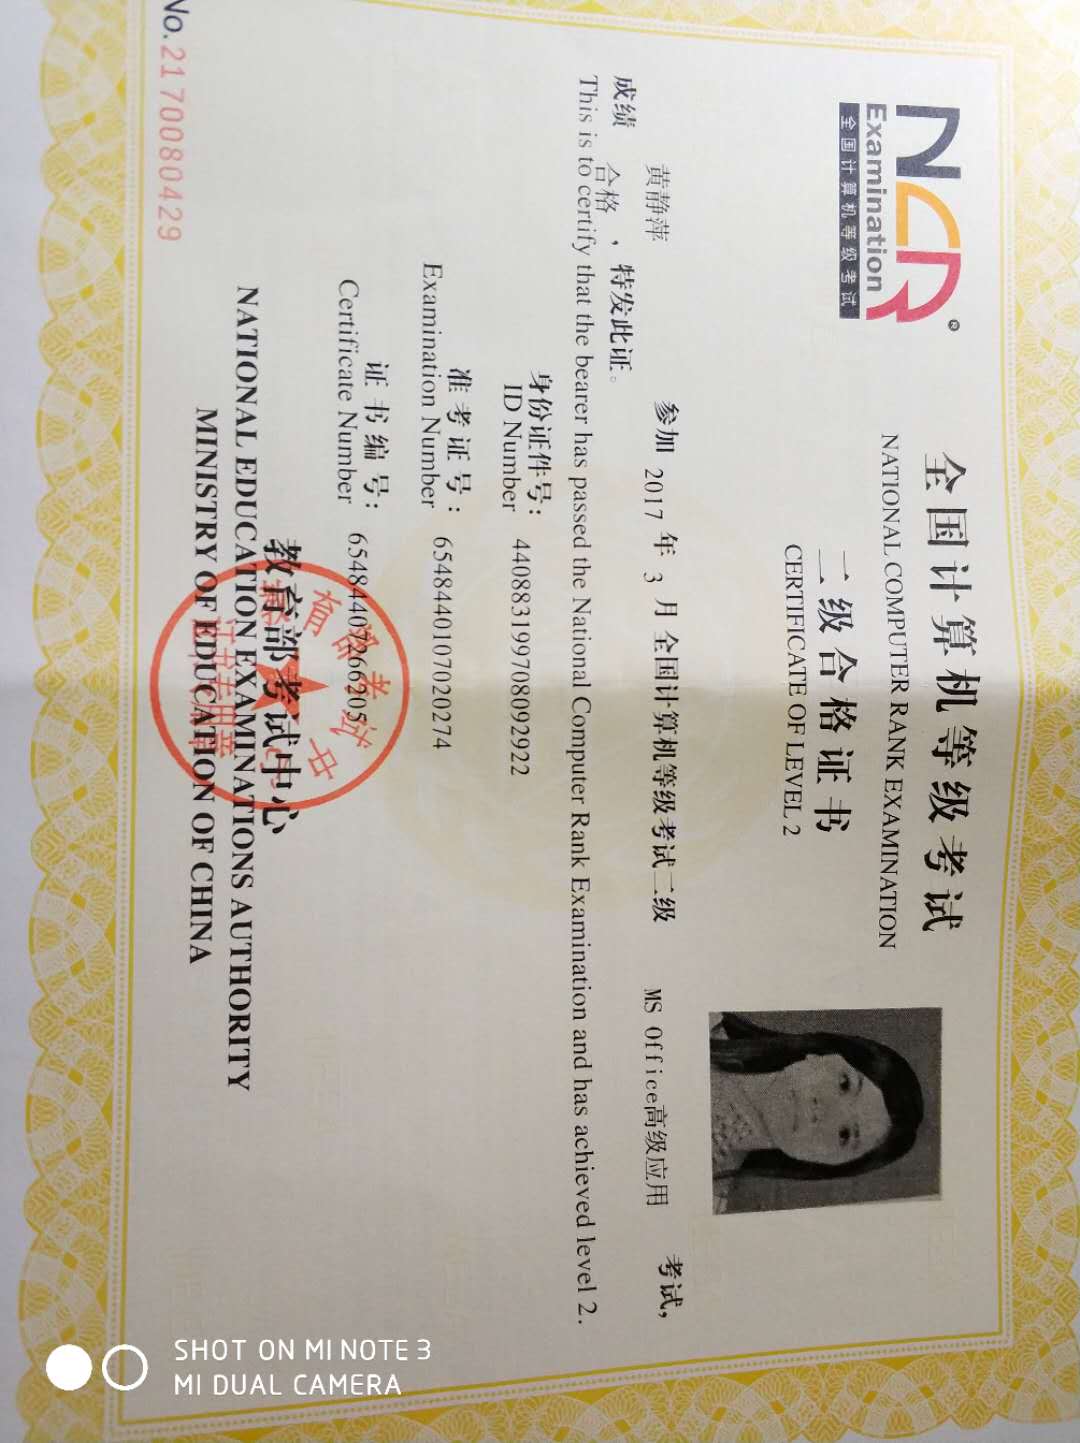 NCR®
Examination
全国计算机等级考试
全国计算机等级考试
NATIONAL COMPUTER RANK EXAMINATION
二级合格证书
CERTIFICATE OF LEVEL 2
黄静萍 参加 2017 年 3 月 全国计算机等级考试二级 MS Office高级应用 考试,
成绩 合格 ，特发此证。
This is to certify that the bearer has passed the National Computer Rank Examination and has achieved level 2.
身份证件号: 440883199708092922
ID Number
准考证号: 6548440107020274
Examination Number
证书编号: 65484407266205
Certificate Number
教育部考试中心
NATIONAL EDUCATION EXAMINATIONS AUTHORITY
MINISTRY OF EDUCATION OF CHINA
No. 2170080429
SHOT ON MI NOTE 3
MI DUAL CAMERA